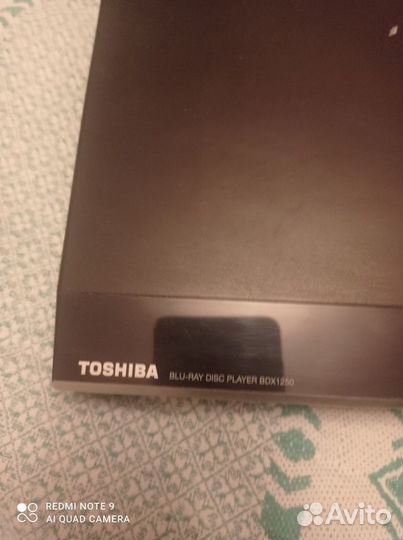 TOSHIBA BLU-RAY DISC PLAYER BDX1250
REDMI NOTE 9
AI QUAD CAMERA
Avito